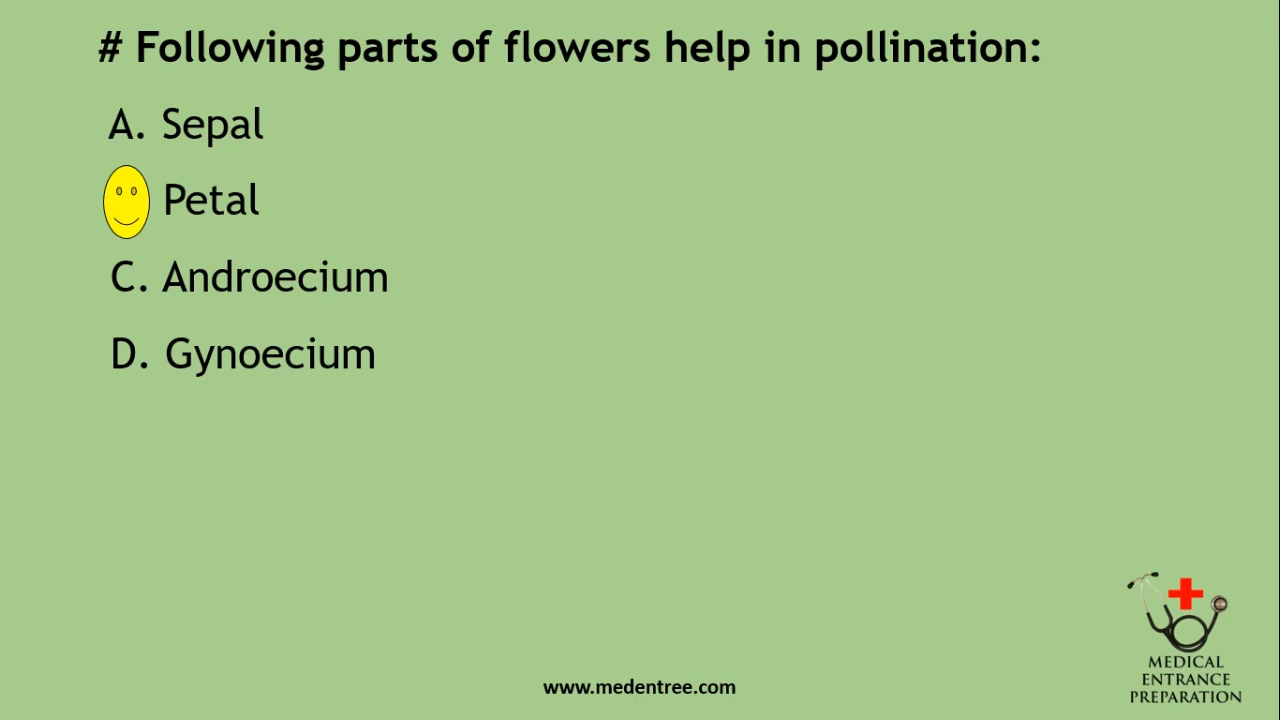 # Following parts of flowers help in pollination:
A. Sepal
Petal
C. Androecium
D. Gynoecium
MEDICAL
ENTRANCE
PREPARATION
www.medentree.com